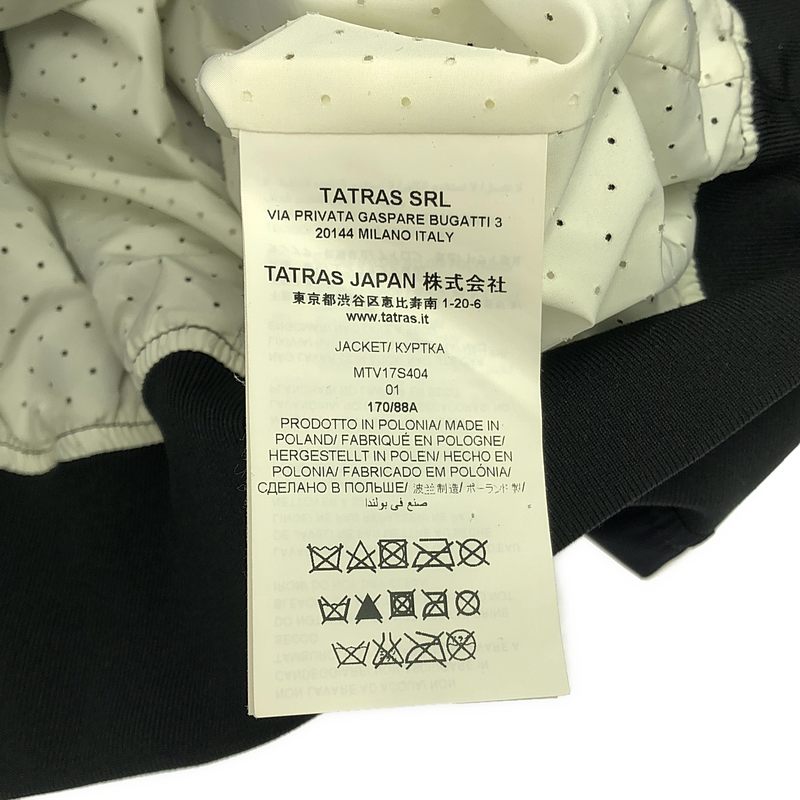 TATRAS SRL
VIA PRIVATA GASPARE BUGATTI 3
20144 MILANO ITALY
TATRAS JAPAN 株式会社
東京都渋谷区恵比寿南 1-20-6
www.tatras.it
JACKET/ КУРТКА
MTV17S404
01
170/88A
PRODOTTO IN POLONIA/ MADE IN
POLAND/ FABRIQUÉ EN POLOGNE/
HERGESTELLT IN POLEN/ HECHO EN
POLONIA/ FABRICADO EM POLÓNIA/
СДЕЛАНО В ПОЛЬШЕ/ 波兰制造/ ポーランド製/
صنع في بولندا